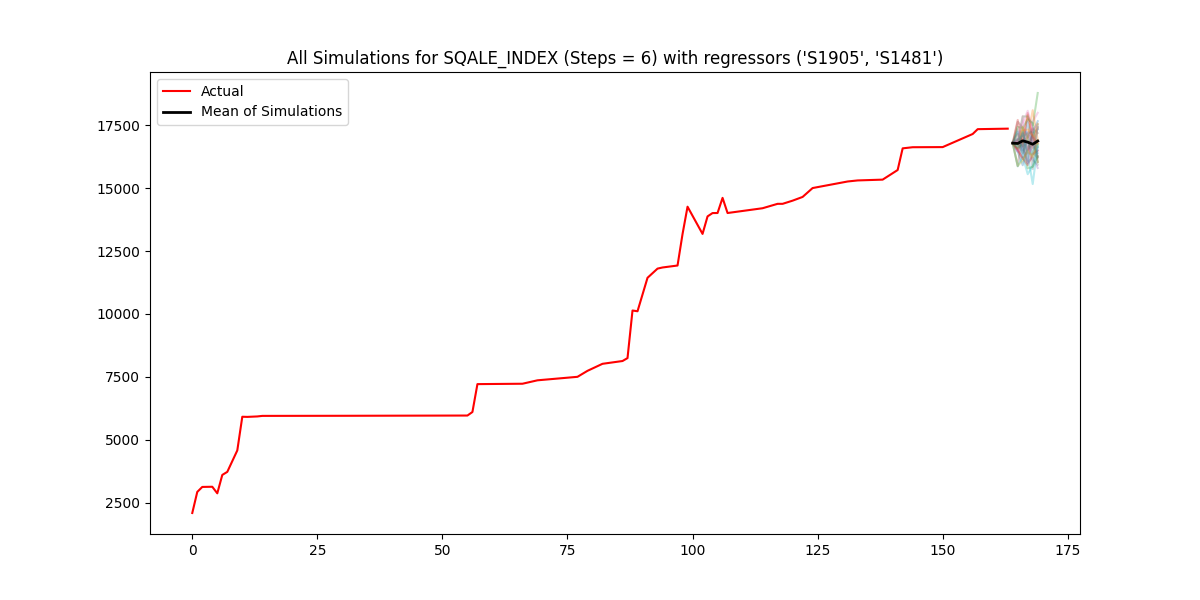 All Simulations for SQALE_INDEX (Steps = 6) with regressors ('S1905', 'S1481')
Actual
Mean of Simulations
17500
15000
12500
10000
7500
5000
2500
0 25 50 75 100 125 150 175